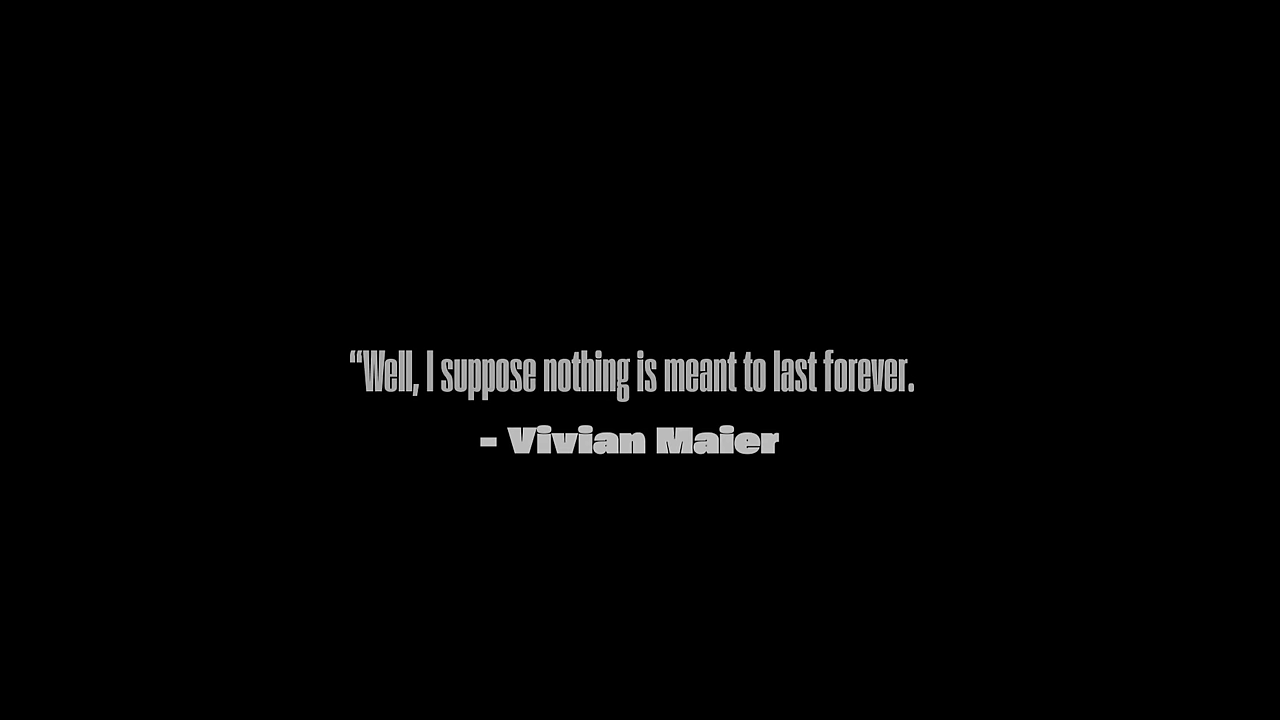 “Well, I suppose nothing is meant to last forever.
- Vivian Maier